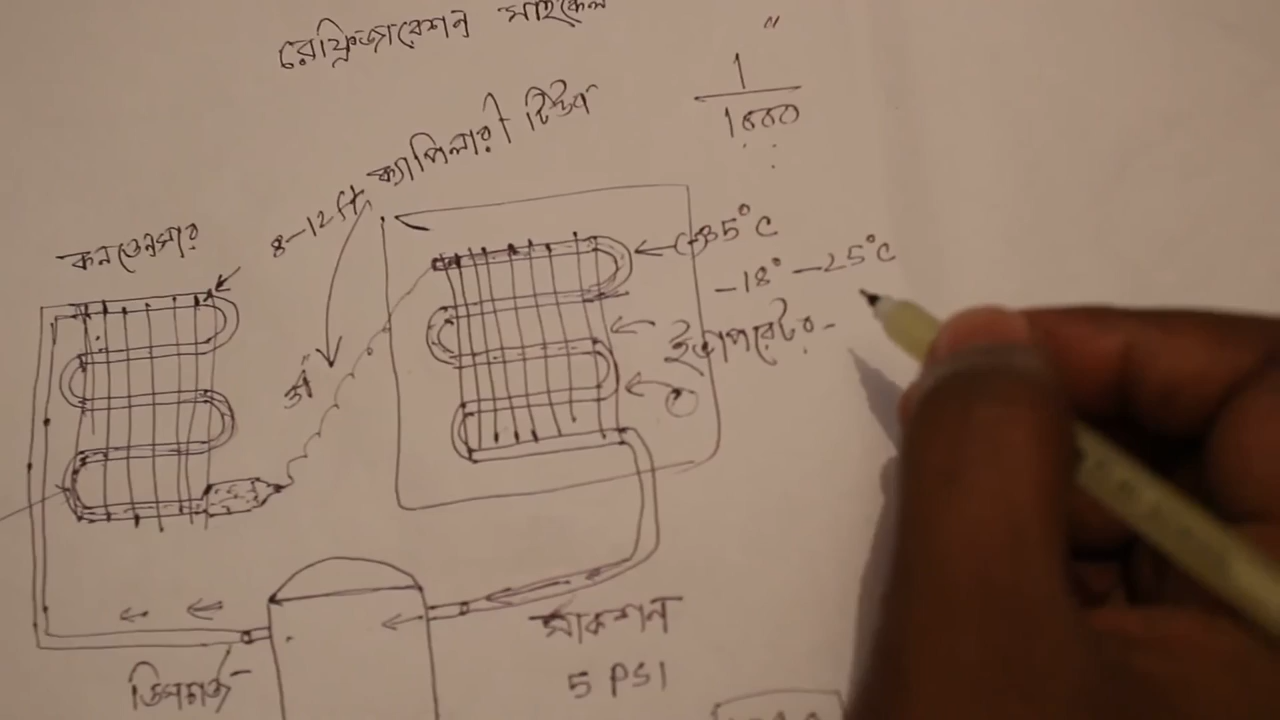 রেফ্রিজারেশন সাইকেল
"
1
1000
ক্যাপিলারী টিউব
8-12 ft
কনডেনসার
(-)35°C
-18° -25°C
ইভাপরেটর-
সাকশন
5 PSI
ডিসচার্জ